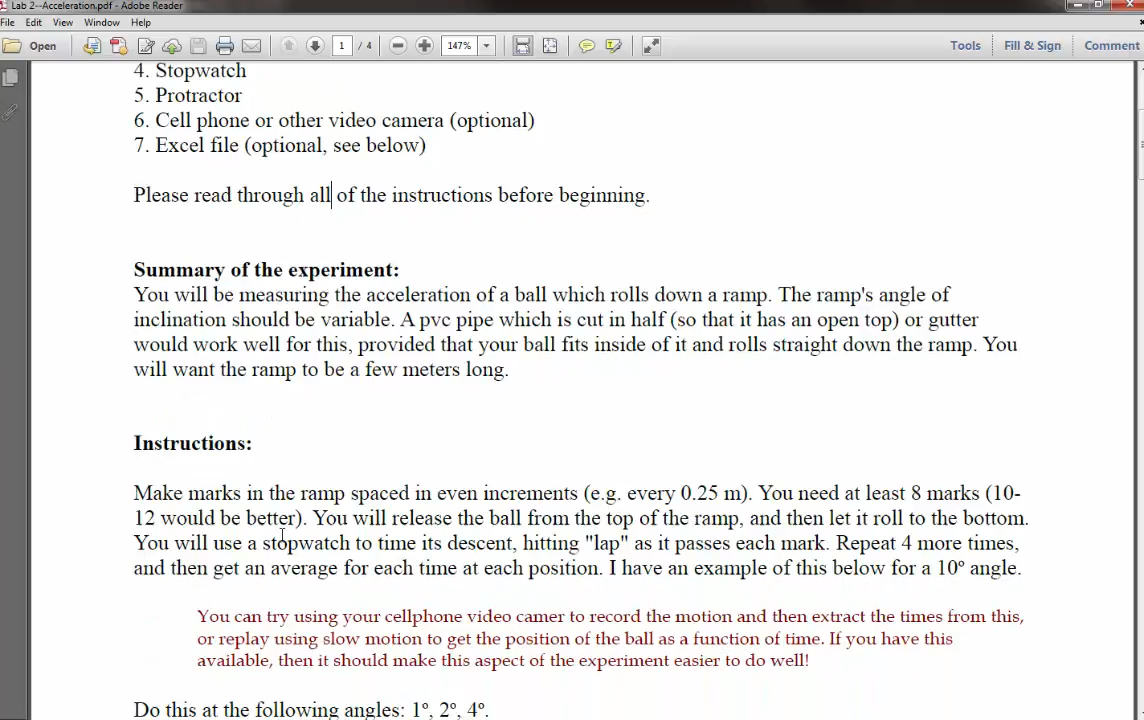 Lab 2--Acceleration.pdf - Adobe Reader
File Edit View Window Help
Open 1 / 4 147% Tools Fill & Sign Comment
4. Stopwatch
5. Protractor
6. Cell phone or other video camera (optional)
7. Excel file (optional, see below)
Please read through all of the instructions before beginning.
Summary of the experiment:
You will be measuring the acceleration of a ball which rolls down a ramp. The ramp's angle of
inclination should be variable. A pvc pipe which is cut in half (so that it has an open top) or gutter
would work well for this, provided that your ball fits inside of it and rolls straight down the ramp. You
will want the ramp to be a few meters long.
Instructions:
Make marks in the ramp spaced in even increments (e.g. every 0.25 m). You need at least 8 marks (10-
12 would be better). You will release the ball from the top of the ramp, and then let it roll to the bottom.
You will use a stopwatch to time its descent, hitting "lap" as it passes each mark. Repeat 4 more times,
and then get an average for each time at each position. I have an example of this below for a 10º angle.
You can try using your cellphone video camer to record the motion and then extract the times from this,
or replay using slow motion to get the position of the ball as a function of time. If you have this
available, then it should make this aspect of the experiment easier to do well!
Do this at the following angles: 1º, 2º, 4º.